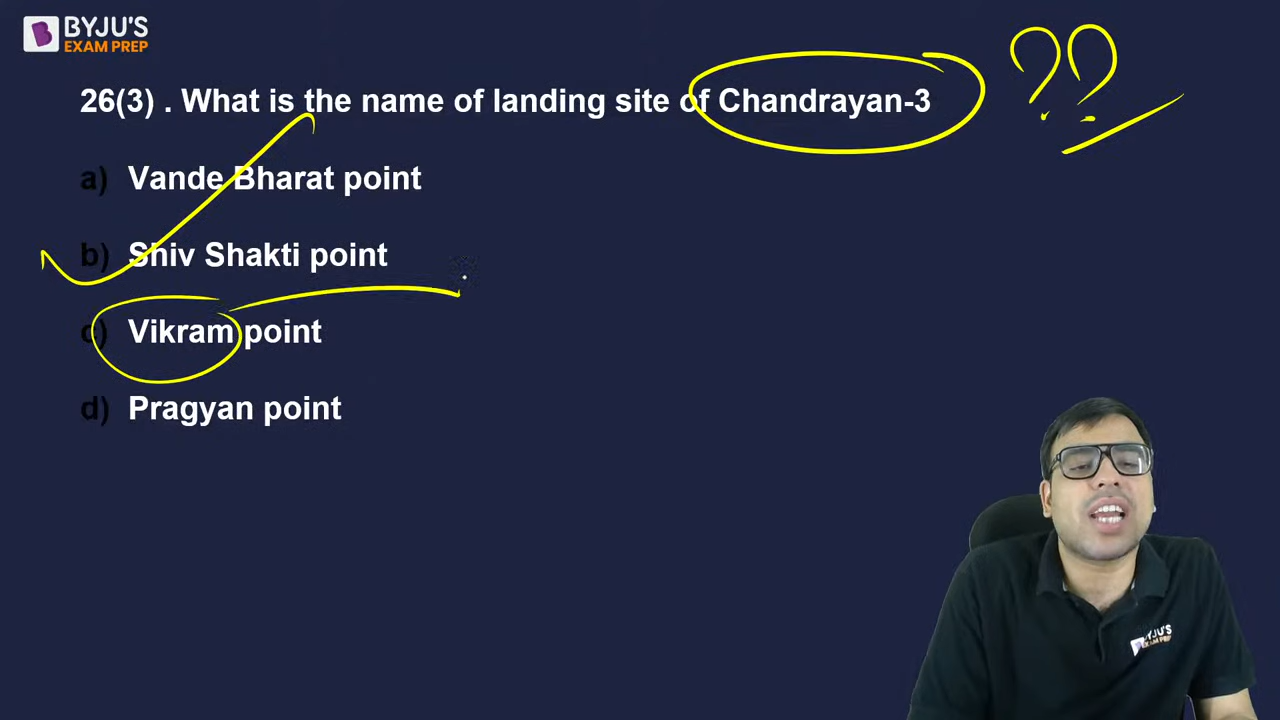 BYJU'S
EXAM PREP
26(3) . What is the name of landing site of Chandrayan-3
??
a) Vande Bharat point
b) Shiv Shakti point
c) Vikram point
d) Pragyan point
BYJU'S
EXAM PREP